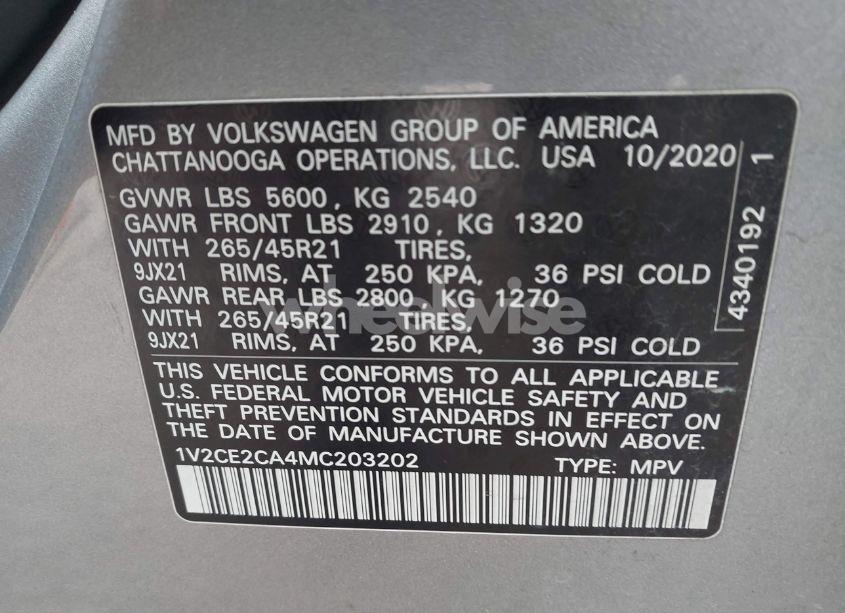 MFD BY VOLKSWAGEN GROUP OF AMERICA
CHATTANOOGA OPERATIONS, LLC. USA 10/2020
GVWR LBS 5600, KG 2540
GAWR FRONT LBS 2910, KG 1320
WITH 265/45R21 TIRES,
9JX21 RIMS, AT 250 KPA, 36 PSI COLD
GAWR REAR LBS 2800, KG 1270
WITH 265/45R21 TIRES,
9JX21 RIMS, AT 250 KPA, 36 PSI COLD
4340192 1
THIS VEHICLE CONFORMS TO ALL APPLICABLE
U.S. FEDERAL MOTOR VEHICLE SAFETY AND
THEFT PREVENTION STANDARDS IN EFFECT ON
THE DATE OF MANUFACTURE SHOWN ABOVE.
1V2CE2CA4MC203202 TYPE: MPV
wheelwise